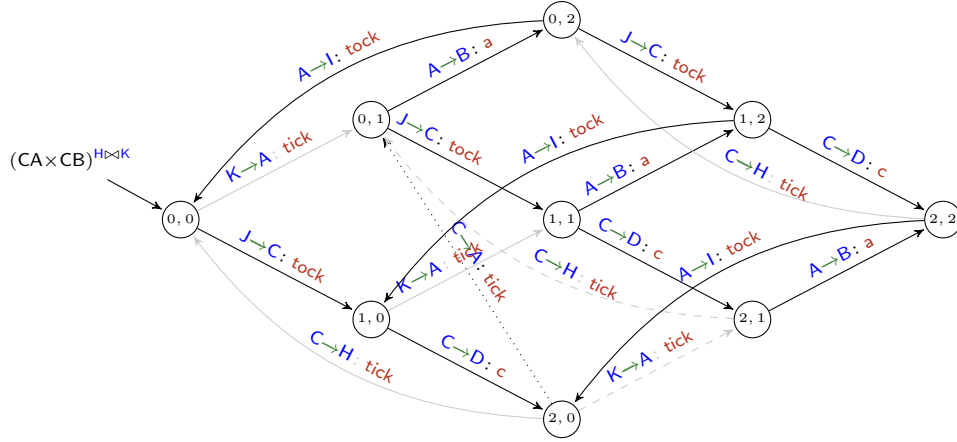 0, 2
A→I: tock
J→C: tock
A→B: a
0, 1
1, 2
J→C: tock
A→I: tock
(CA×CB)^{H⋈K}
K→A: tick
C→H: tick
C→D: c
A→B: a
0, 0
1, 1
2, 2
C→A: tick
J→C: tock
K→A: tick
C→D: c
A→I: tock
A→B: a
C→H: tick
1, 0
2, 1
C→H: tick
C→D: c
K→A: tick
2, 0